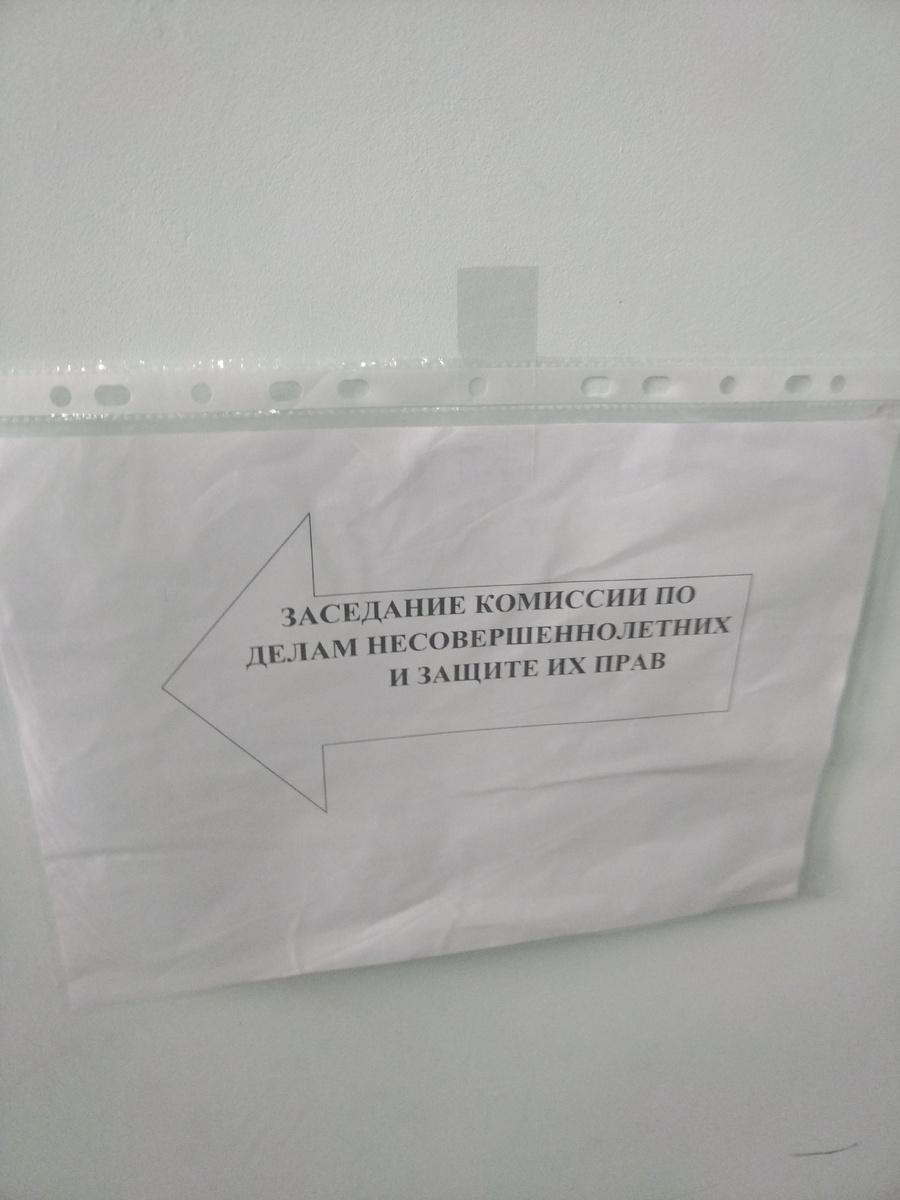 ЗАСЕДАНИЕ КОМИССИИ ПО
ДЕЛАМ НЕСОВЕРШЕННОЛЕТНИХ
И ЗАЩИТЕ ИХ ПРАВ